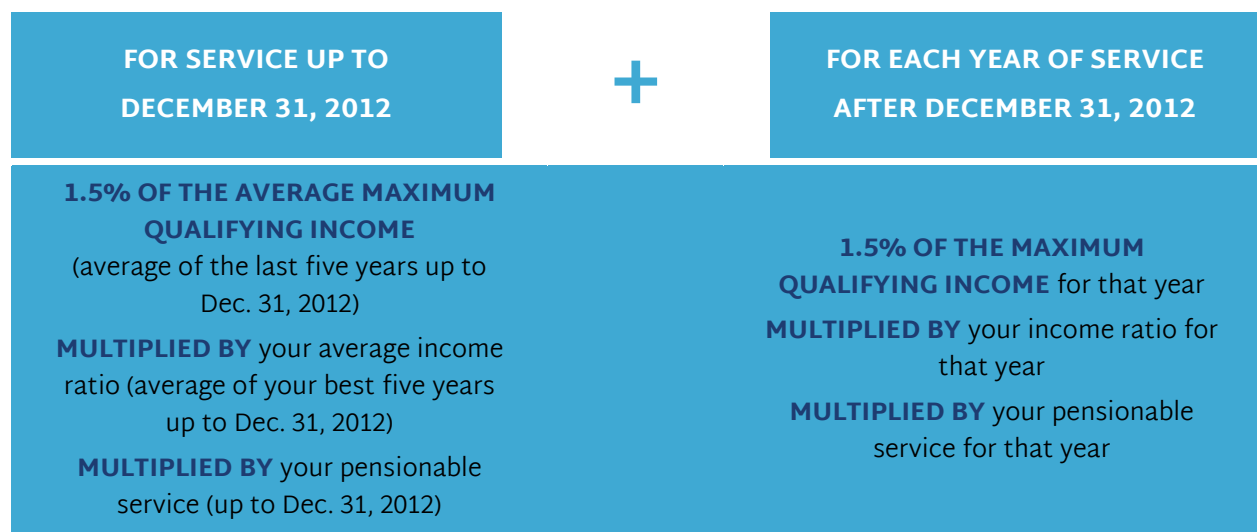 FOR SERVICE UP TO
DECEMBER 31, 2012
+
FOR EACH YEAR OF SERVICE
AFTER DECEMBER 31, 2012
1.5% OF THE AVERAGE MAXIMUM
QUALIFYING INCOME
(average of the last five years up to
Dec. 31, 2012)
MULTIPLIED BY your average income
ratio (average of your best five years
up to Dec. 31, 2012)
MULTIPLIED BY your pensionable
service (up to Dec. 31, 2012)
1.5% OF THE MAXIMUM
QUALIFYING INCOME for that year
MULTIPLIED BY your income ratio for
that year
MULTIPLIED BY your pensionable
service for that year